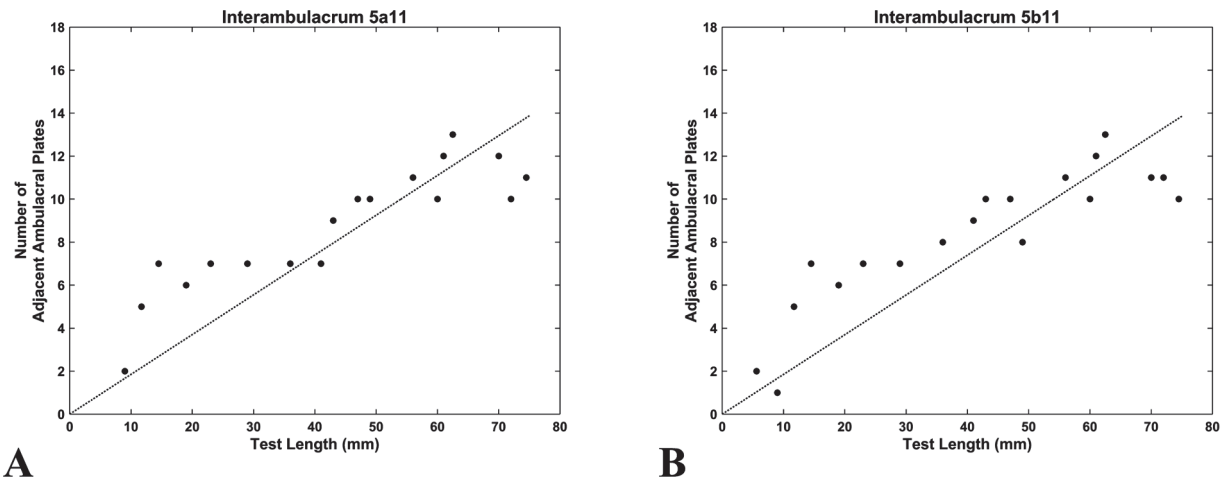 Interambulacrum 5a11
18
16
14
12
10
8
6
4
2
0
Number of
Adjacent Ambulacral Plates
0 10 20 30 40 50 60 70 80
Test Length (mm)
A
Interambulacrum 5b11
18
16
14
12
10
8
6
4
2
0
Number of
Adjacent Ambulacral Plates
0 10 20 30 40 50 60 70 80
Test Length (mm)
B